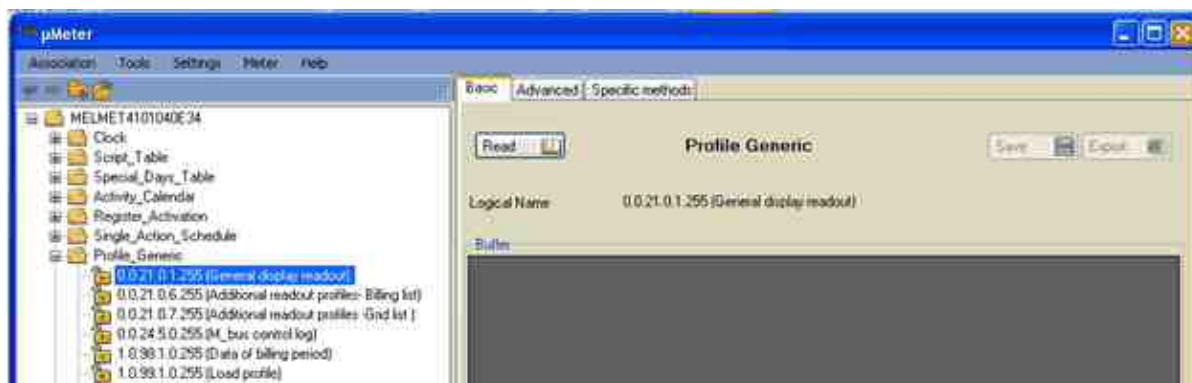 µMeter
Association Tools Settings Meter Help
MELMET4101040E34
Clock
Script_Table
Special_Days_Table
Activity_Calendar
Register_Activation
Single_Action_Schedule
Profile_Generic
0.0.21.0.1.255 (General display readout)
0.0.21.0.6.255 (Additional readout profiles- Billing list)
0.0.21.0.7.255 (Additional readout profiles -Grid list )
0.0.24.5.0.255 (M_bus control log)
1.0.98.1.0.255 (Data of billing period)
1.0.99.1.0.255 (Load profile)
Basic Advanced Specific methods
Read Profile Generic Save Export
Logical Name 0.0.21.0.1.255 (General display readout)
Buffer